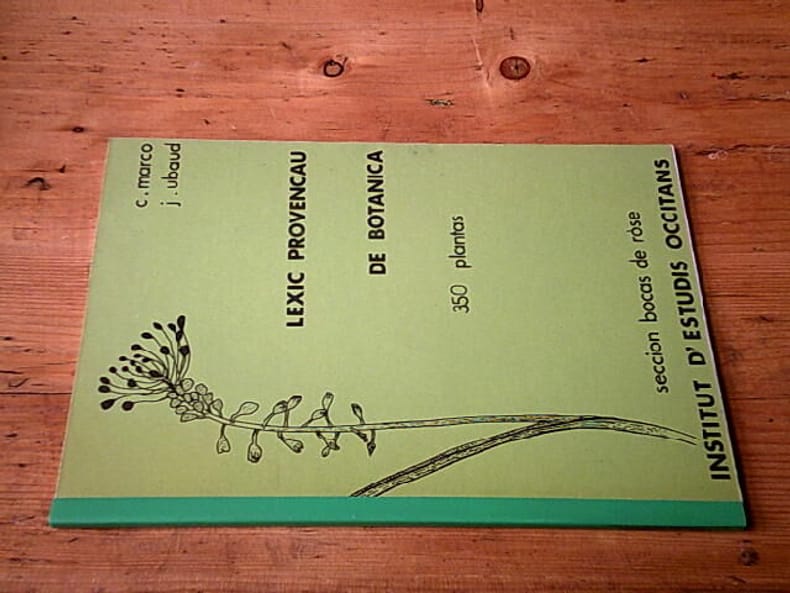 c. marco
j. ubaud
LEXIC PROVENCAU
DE BOTANICA
350 plantas
seccion bocas de ròse
INSTITUT D'ESTUDIS OCCITANS